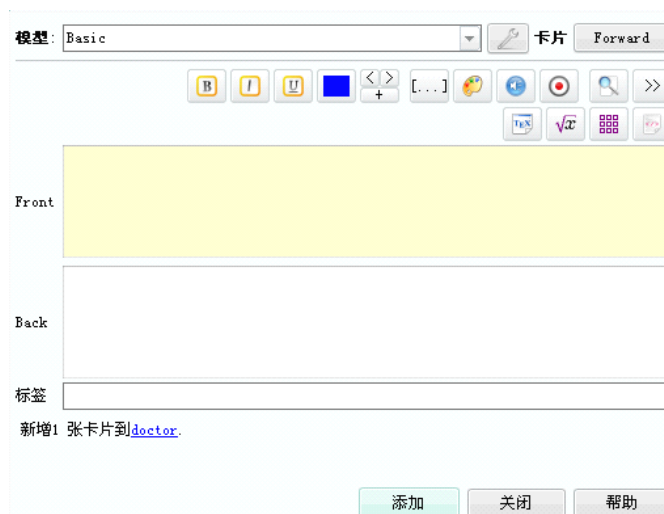 模型: Basic 卡片 Forward
B I U <> + [...] >>
TEX √x </>
Front
Back
标签
新增1 张卡片到doctor.
添加 关闭 帮助